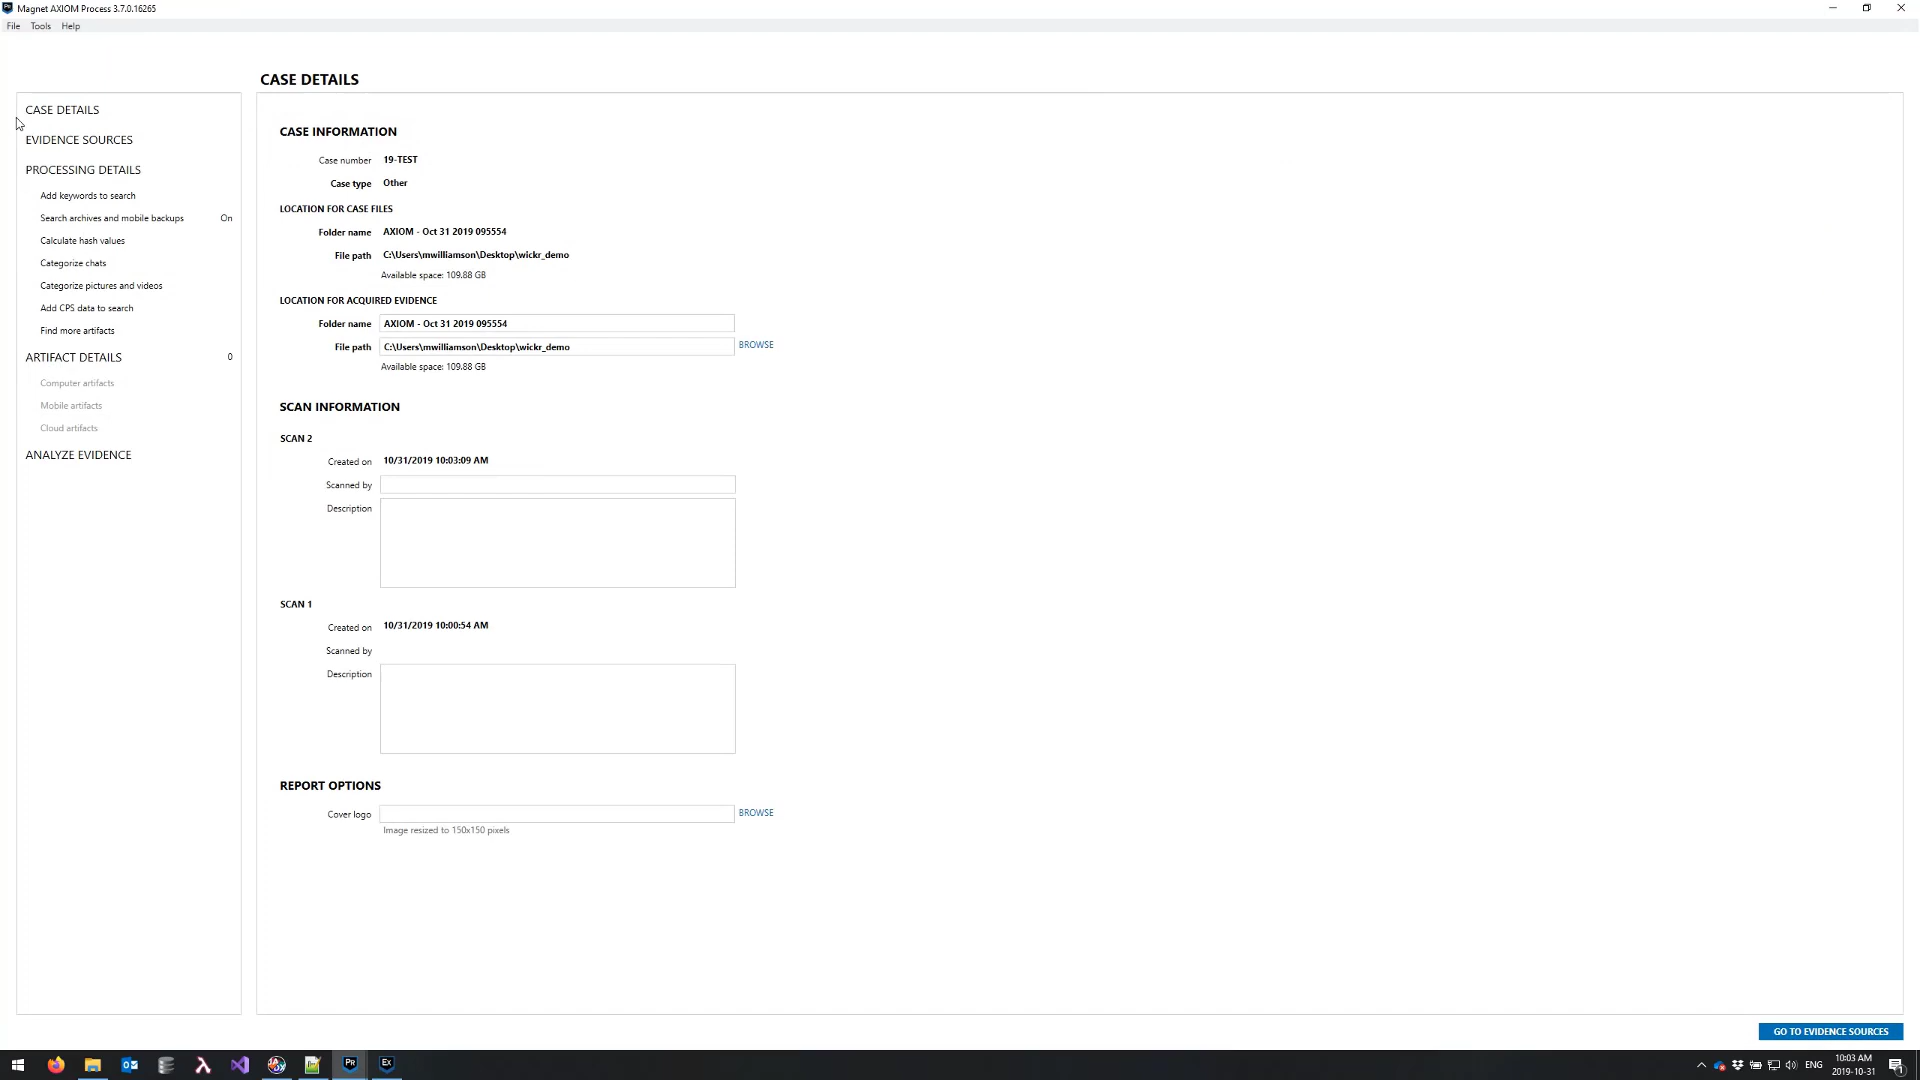 Magnet AXIOM Process 3.7.0.16265
File Tools Help
CASE DETAILS
CASE DETAILS
EVIDENCE SOURCES
PROCESSING DETAILS
Add keywords to search
Search archives and mobile backups On
Calculate hash values
Categorize chats
Categorize pictures and videos
Add CPS data to search
Find more artifacts
ARTIFACT DETAILS 0
Computer artifacts
Mobile artifacts
Cloud artifacts
ANALYZE EVIDENCE
CASE INFORMATION
Case number 19-TEST
Case type Other
LOCATION FOR CASE FILES
Folder name AXIOM - Oct 31 2019 095554
File path C:\Users\mwilliamson\Desktop\wickr_demo
Available space: 109.88 GB
LOCATION FOR ACQUIRED EVIDENCE
Folder name AXIOM - Oct 31 2019 095554
File path C:\Users\mwilliamson\Desktop\wickr_demo BROWSE
Available space: 109.88 GB
SCAN INFORMATION
SCAN 2
Created on 10/31/2019 10:03:09 AM
Scanned by
Description
SCAN 1
Created on 10/31/2019 10:00:54 AM
Scanned by
Description
REPORT OPTIONS
Cover logo BROWSE
Image resized to 150x150 pixels
GO TO EVIDENCE SOURCES
Pr Ex
ENG
10:03 AM
2019-10-31